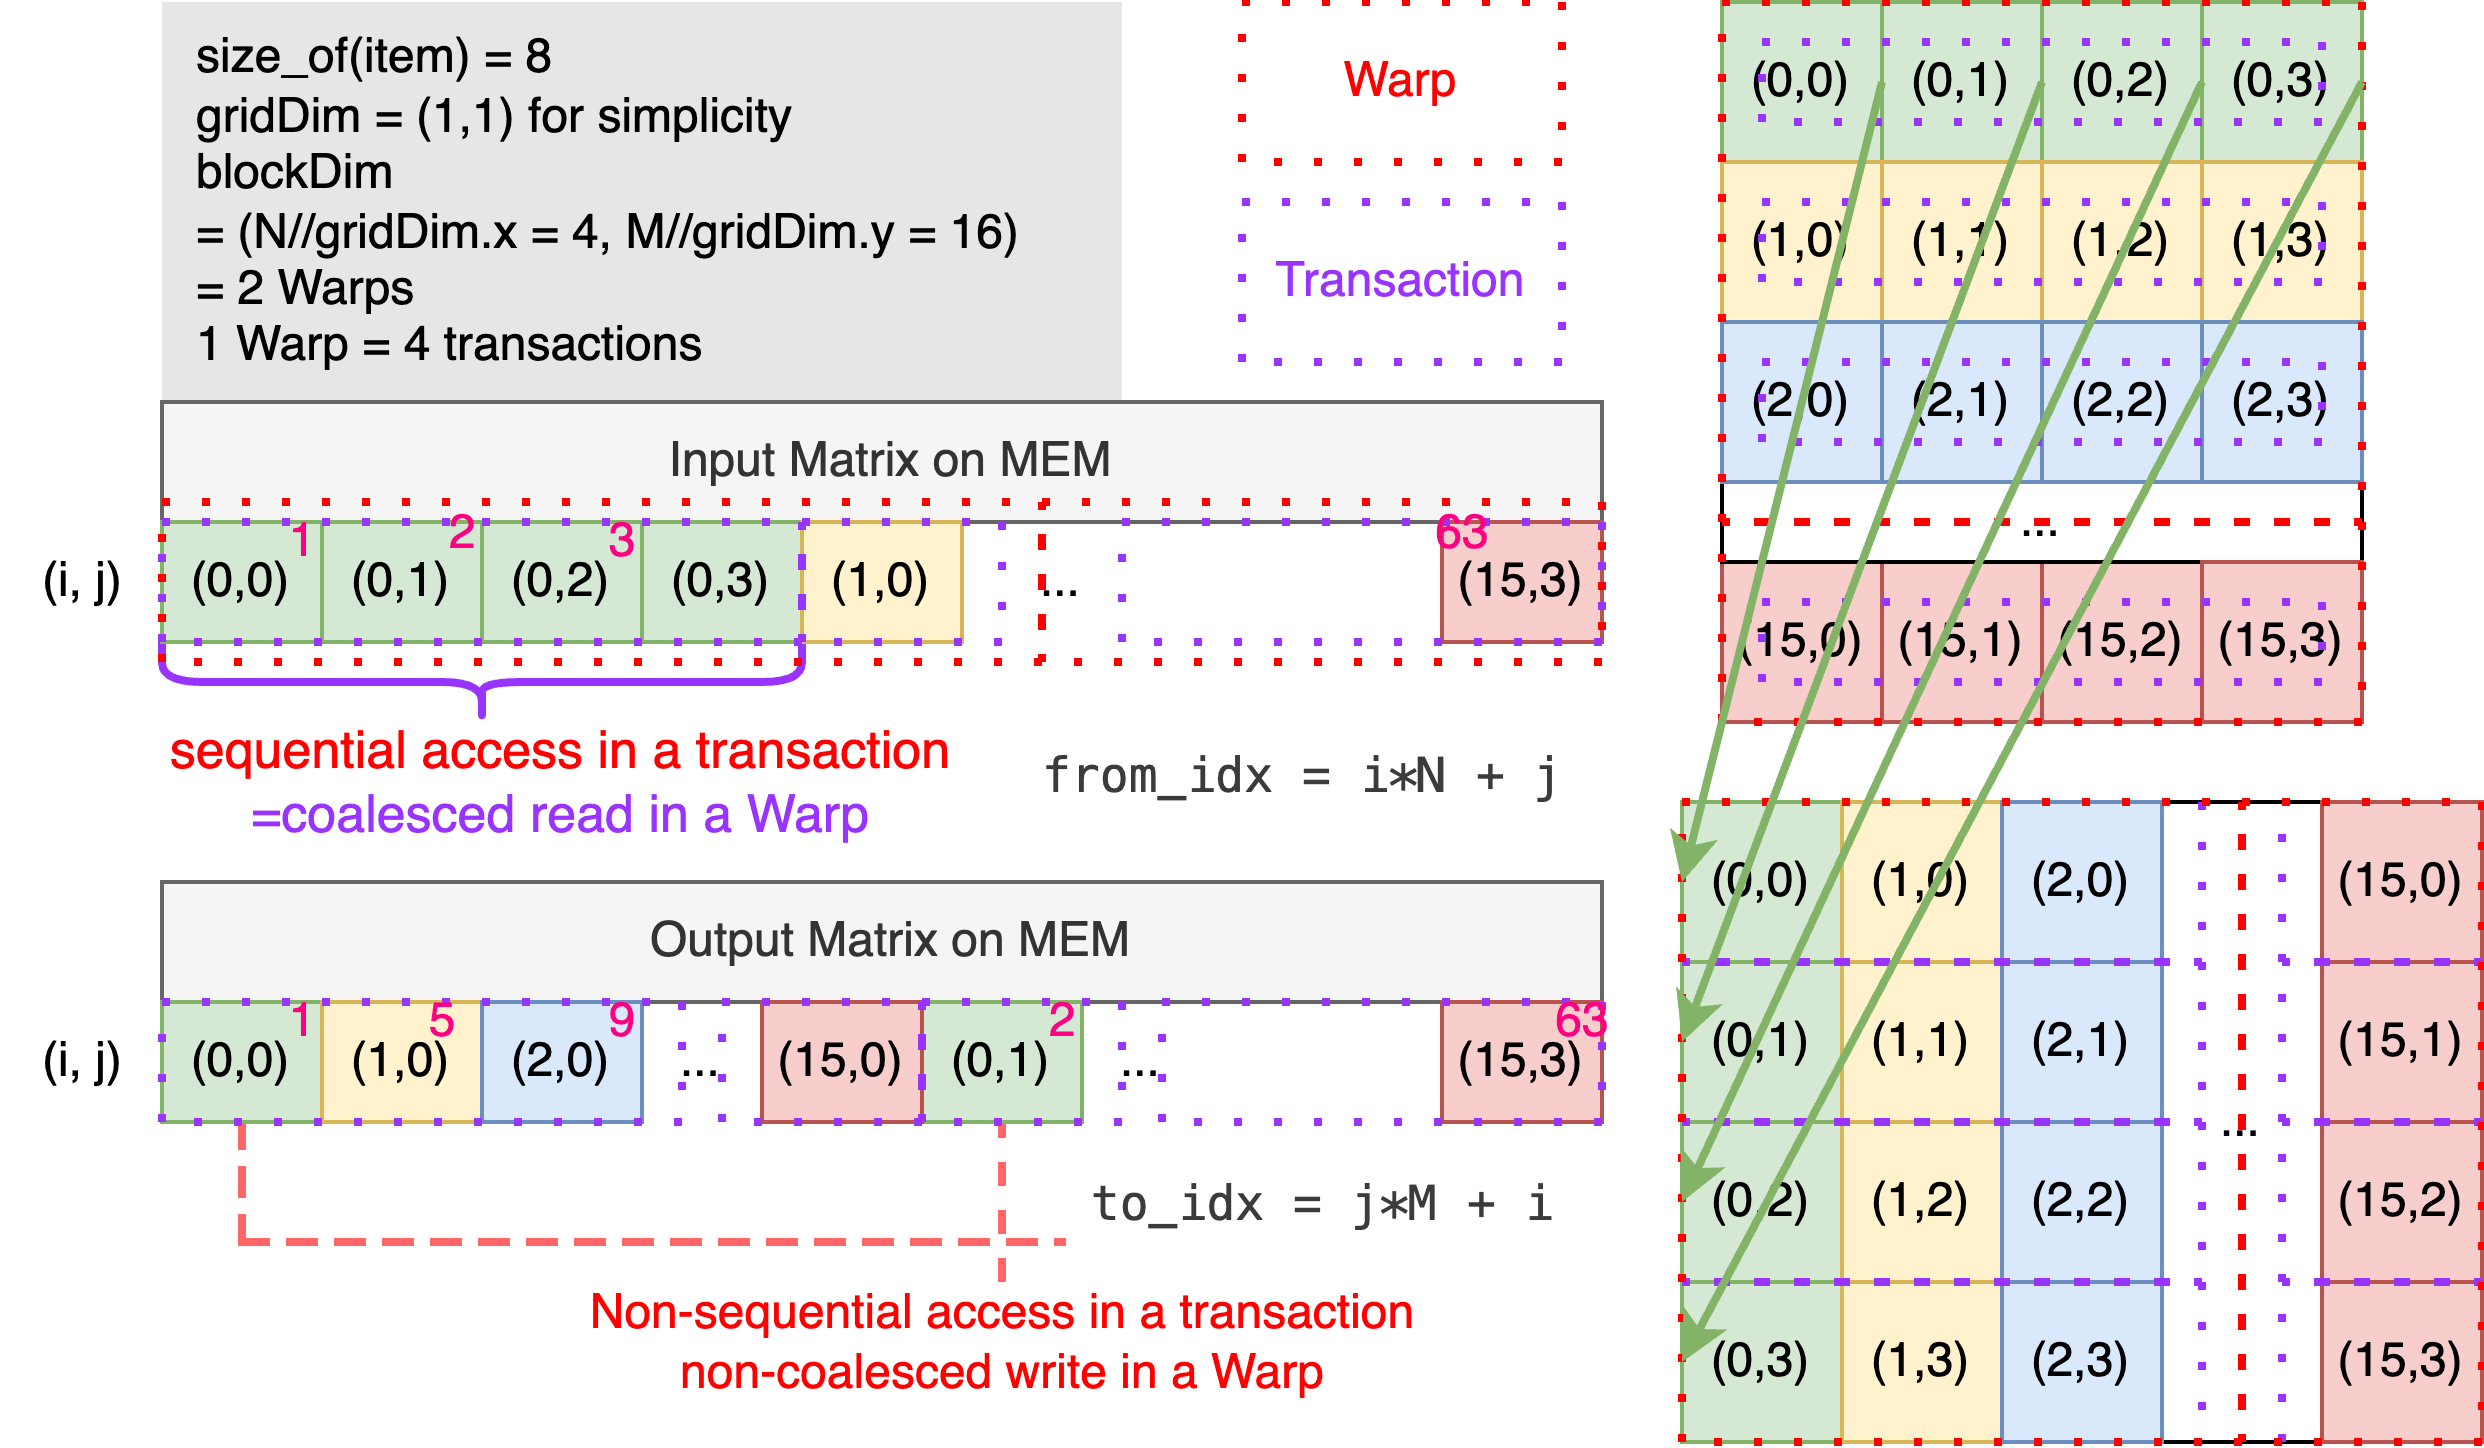 size_of(item) = 8
gridDim = (1,1) for simplicity
blockDim
= (N//gridDim.x = 4, M//gridDim.y = 16)
= 2 Warps
1 Warp = 4 transactions
Warp
Transaction
Input Matrix on MEM
1 2 3 63
(i, j) (0,0) (0,1) (0,2) (0,3) (1,0) ... (15,3)
sequential access in a transaction
=coalesced read in a Warp
from_idx = i*N + j
Output Matrix on MEM
1 5 9 2 63
(i, j) (0,0) (1,0) (2,0) ... (15,0) (0,1) ... (15,3)
to_idx = j*M + i
Non-sequential access in a transaction
non-coalesced write in a Warp
(0,0) (0,1) (0,2) (0,3)
(1,0) (1,1) (1,2) (1,3)
(2,0) (2,1) (2,2) (2,3)
...
(15,0) (15,1) (15,2) (15,3)
(0,0) (1,0) (2,0) (15,0)
(0,1) (1,1) (2,1) (15,1)
...
(0,2) (1,2) (2,2) (15,2)
(0,3) (1,3) (2,3) (15,3)